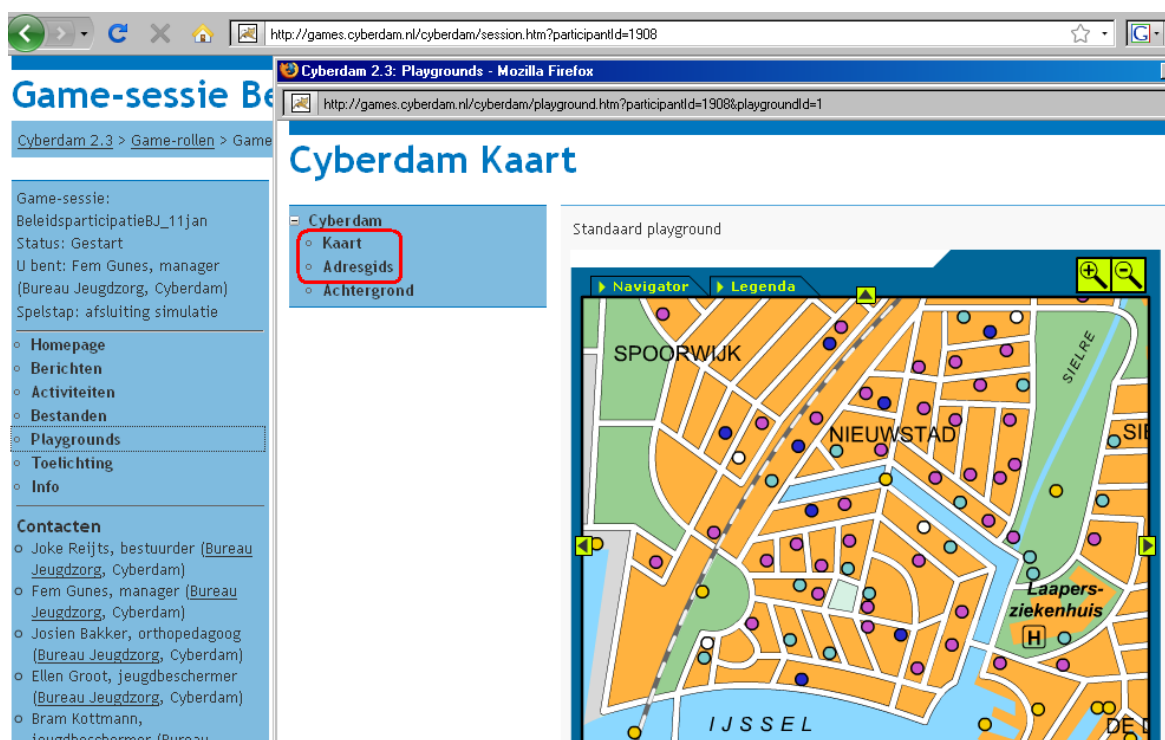 http://games.cyberdam.nl/cyberdam/session.htm?participantId=1908
G
Game-sessie
Cyberdam 2.3 > Game-rollen > Game
Game-sessie:
BeleidsparticipatieBJ_11jan
Status: Gestart
U bent: Fem Gunes, manager
(Bureau Jeugdzorg, Cyberdam)
Spelstap: afsluiting simulatie
Homepage
Berichten
Activiteiten
Bestanden
Playgrounds
Toelichting
Info
Contacten
Joke Reijts, bestuurder (Bureau
Jeugdzorg, Cyberdam)
Fem Gunes, manager (Bureau
Jeugdzorg, Cyberdam)
Josien Bakker, orthopedagoog
(Bureau Jeugdzorg, Cyberdam)
Ellen Groot, jeugdbeschermer
(Bureau Jeugdzorg, Cyberdam)
Bram Kottmann,
jeugdbeschermer (Bureau
Cyberdam 2.3: Playgrounds - Mozilla Firefox
http://games.cyberdam.nl/cyberdam/playground.htm?participantId=1908&playgroundId=1
Cyberdam Kaart
Cyberdam
Kaart
Adresgids
Achtergrond
Standaard playground
Navigator
Legenda
SPOORWIJK
SIELRE
NIEUWSTAD
Laapers-
ziekenhuis
H
IJSSEL